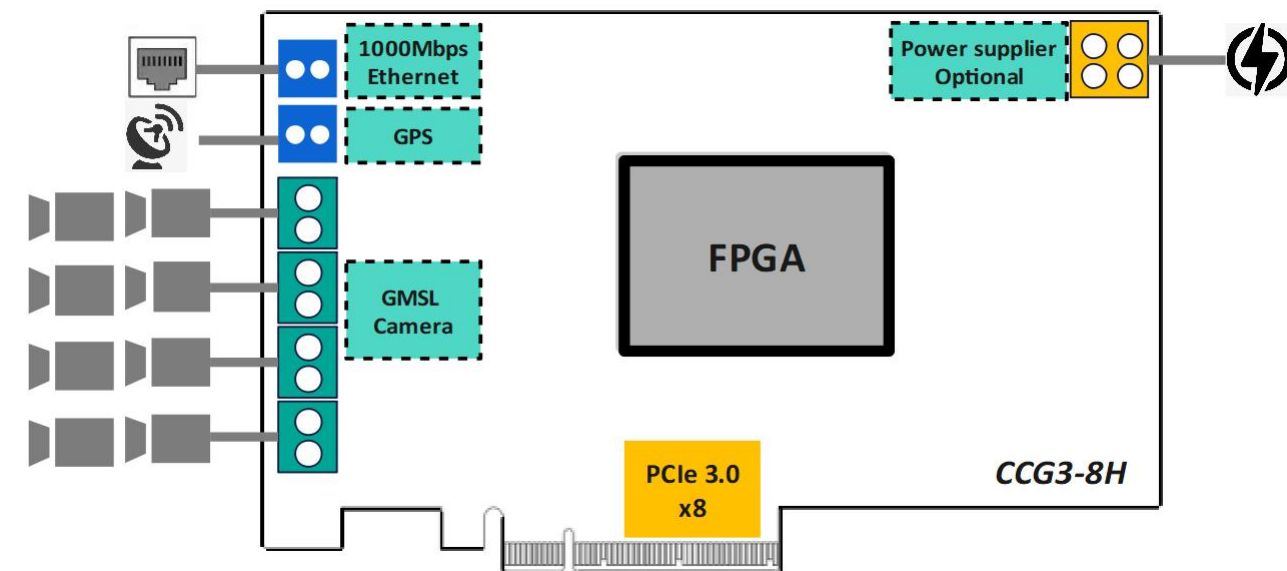 1000Mbps
Ethernet
Power supplier
Optional
GPS
FPGA
GMSL
Camera
PCIe 3.0
x8
CCG3-8H